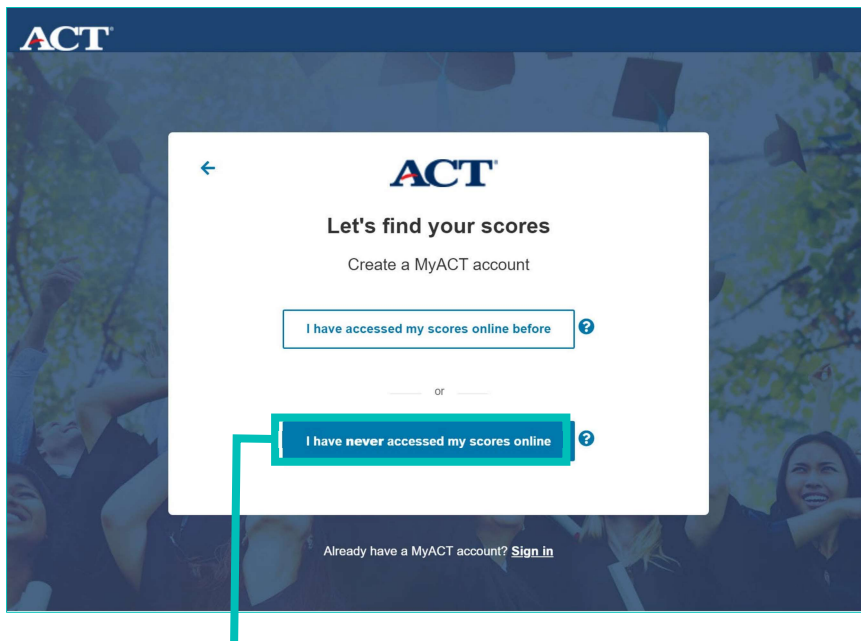 ACT
ACT
Let's find your scores
Create a MyACT account
I have accessed my scores online before ?
or
I have never accessed my scores online ?
Already have a MyACT account? Sign in